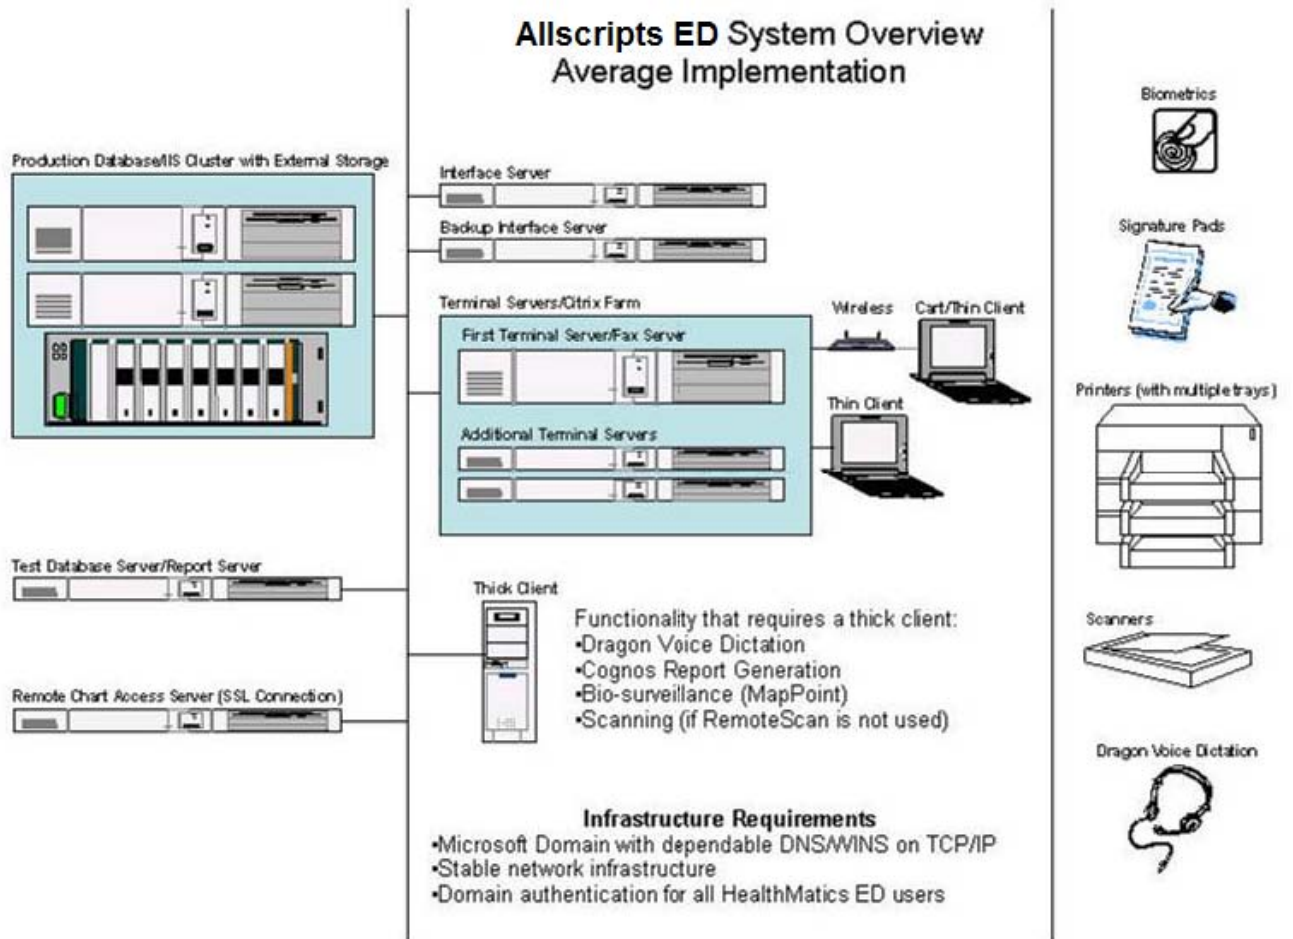 Allscripts ED System Overview
Average Implementation
Production Database/IIS Cluster with External Storage
Interface Server
Backup Interface Server
Terminal Servers/Citrix Farm
First Terminal Server/Fax Server
Additional Terminal Servers
Wireless
Cart/Thin Client
Thin Client
Test Database Server/Report Server
Remote Chart Access Server (SSL Connection)
Thick Client
Functionality that requires a thick client:
•Dragon Voice Dictation
•Cognos Report Generation
•Bio-surveillance (MapPoint)
•Scanning (if RemoteScan is not used)
Infrastructure Requirements
•Microsoft Domain with dependable DNS/WINS on TCP/IP
•Stable network infrastructure
•Domain authentication for all HealthMatics ED users
Biometrics
Signature Pads
Printers (with multiple trays)
Scanners
Dragon Voice Dictation